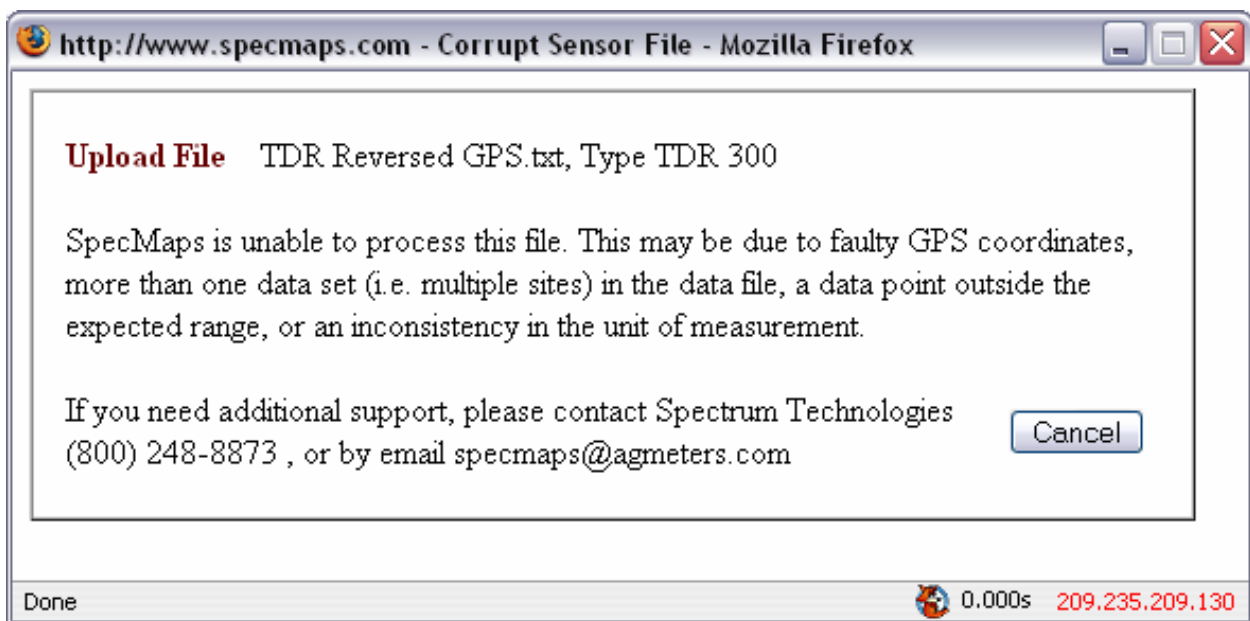 http://www.specmaps.com - Corrupt Sensor File - Mozilla Firefox
Upload File TDR Reversed GPS.txt, Type TDR 300
SpecMaps is unable to process this file. This may be due to faulty GPS coordinates,
more than one data set (i.e. multiple sites) in the data file, a data point outside the
expected range, or an inconsistency in the unit of measurement.
If you need additional support, please contact Spectrum Technologies
(800) 248-8873 , or by email specmaps@agmeters.com
Cancel
Done 0.000s 209.235.209.130